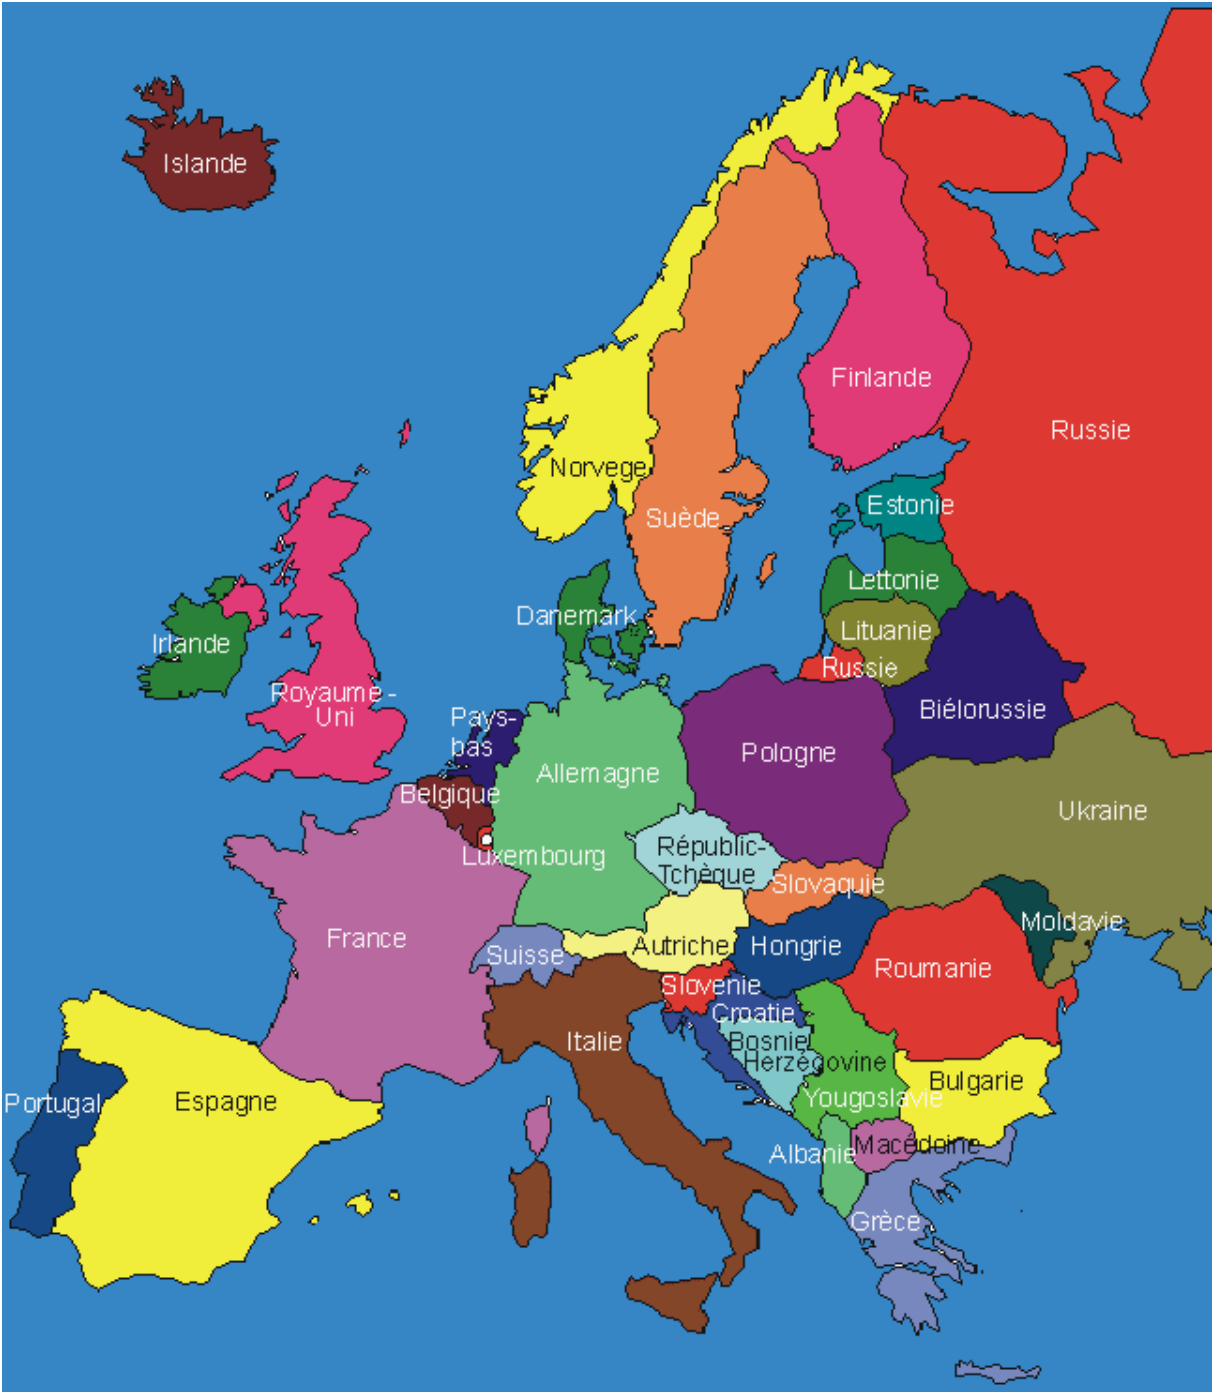 Islande
Finlande
Russie
Norvege
Suède
Estonie
Lettonie
Danemark
Lituanie
Irlande
Russie
Royaume-
Uni
Biélorussie
Pays-
bas
Pologne
Allemagne
Belgique
Ukraine
Républic-
Tchèque
Luxembourg
Slovaquie
Moldavie
France
Autriche
Hongrie
Suisse
Roumanie
Slovenie
Croatie
Italie
Bosnie
Herzégovine
Bulgarie
Yougoslavie
Espagne
Portugal
Macédoine
Albanie
Grèce